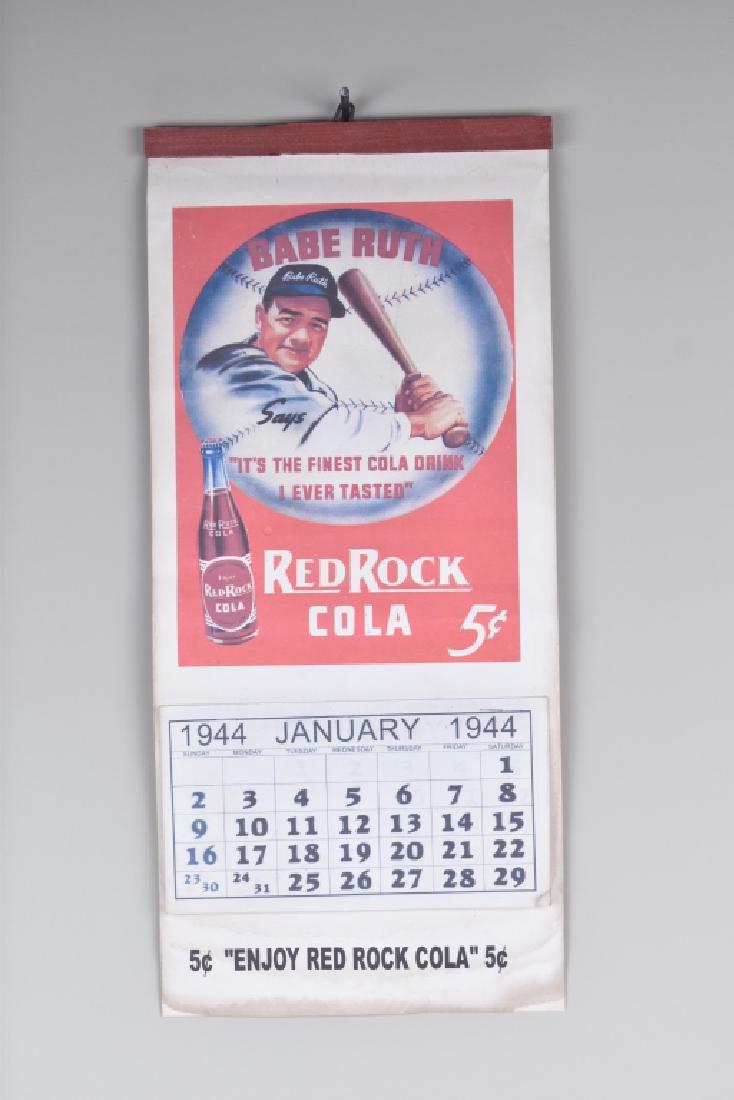 BABE RUTH
Babe Ruth
Says
"IT'S THE FINEST COLA DRINK
I EVER TASTED"
RED ROCK
COLA
Enjoy
RED ROCK
COLA
RED ROCK
COLA 5¢
1944 JANUARY 1944
SUNDAY MONDAY TUESDAY WEDNESDAY THURSDAY FRIDAY SATURDAY
1
2 3 4 5 6 7 8
9 10 11 12 13 14 15
16 17 18 19 20 21 22
23 30 24 31 25 26 27 28 29
5¢ "ENJOY RED ROCK COLA" 5¢